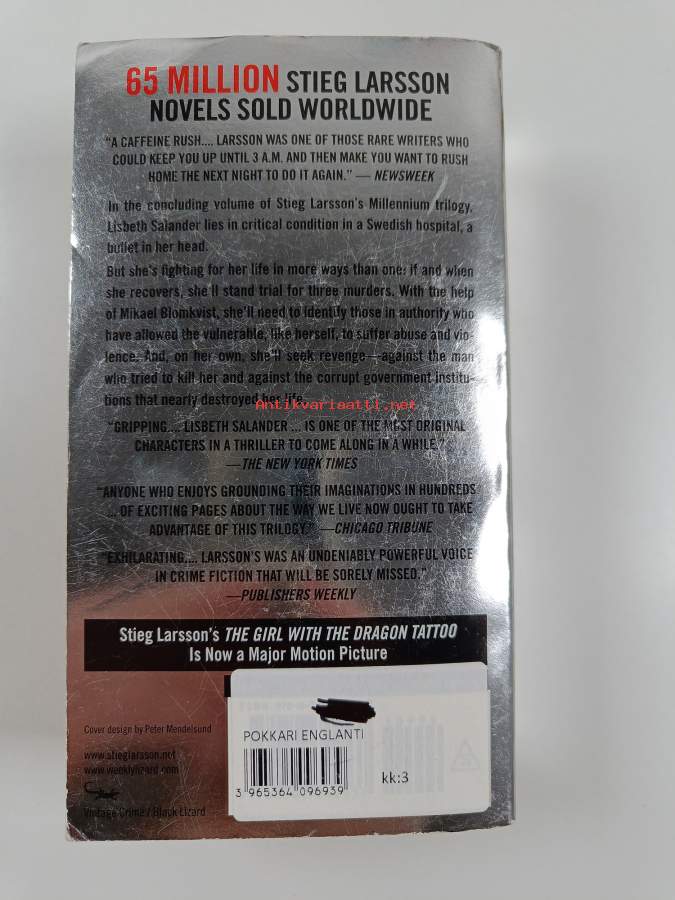 65 MILLION STIEG LARSSON
NOVELS SOLD WORLDWIDE
“A CAFFEINE RUSH.... LARSSON WAS ONE OF THOSE RARE WRITERS WHO
COULD KEEP YOU UP UNTIL 3 A.M. AND THEN MAKE YOU WANT TO RUSH
HOME THE NEXT NIGHT TO DO IT AGAIN.” — NEWSWEEK
In the concluding volume of Stieg Larsson's Millennium trilogy,
Lisbeth Salander lies in critical condition in a Swedish hospital, a
bullet in her head.
But she's fighting for her life in more ways than one: if and when
she recovers, she'll stand trial for three murders. With the help
of Mikael Blomkvist, she'll need to identify those in authority who
have allowed the vulnerable, like herself, to suffer abuse and vio-
lence. And, on her own, she'll seek revenge—against the man
who tried to kill her and against the corrupt government institu-
tions that nearly destroyed her life.
Antikvariaatti.net
“GRIPPING.... LISBETH SALANDER ... IS ONE OF THE MOST ORIGINAL
CHARACTERS IN A THRILLER TO COME ALONG IN A WHILE.”
—THE NEW YORK TIMES
“ANYONE WHO ENJOYS GROUNDING THEIR IMAGINATIONS IN HUNDREDS
... OF EXCITING PAGES ABOUT THE WAY WE LIVE NOW OUGHT TO TAKE
ADVANTAGE OF THIS TRILOGY.” —CHICAGO TRIBUNE
“EXHILARATING.... LARSSON'S WAS AN UNDENIABLY POWERFUL VOICE
IN CRIME FICTION THAT WILL BE SORELY MISSED.”
—PUBLISHERS WEEKLY
Stieg Larsson's THE GIRL WITH THE DRAGON TATTOO
Is Now a Major Motion Picture
Cover design by Peter Mendelsund
www.stieglarsson.net
www.weeklylizard.com
Vintage Crime / Black Lizard
POKKARI ENGLANTI
3 965364 096939
kk:3